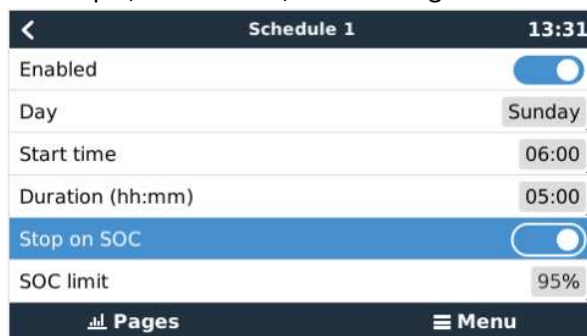 Schedule 1 13:31
Enabled
Day Sunday
Start time 06:00
Duration (hh:mm) 05:00
Stop on SOC
SOC limit 95%
Pages Menu